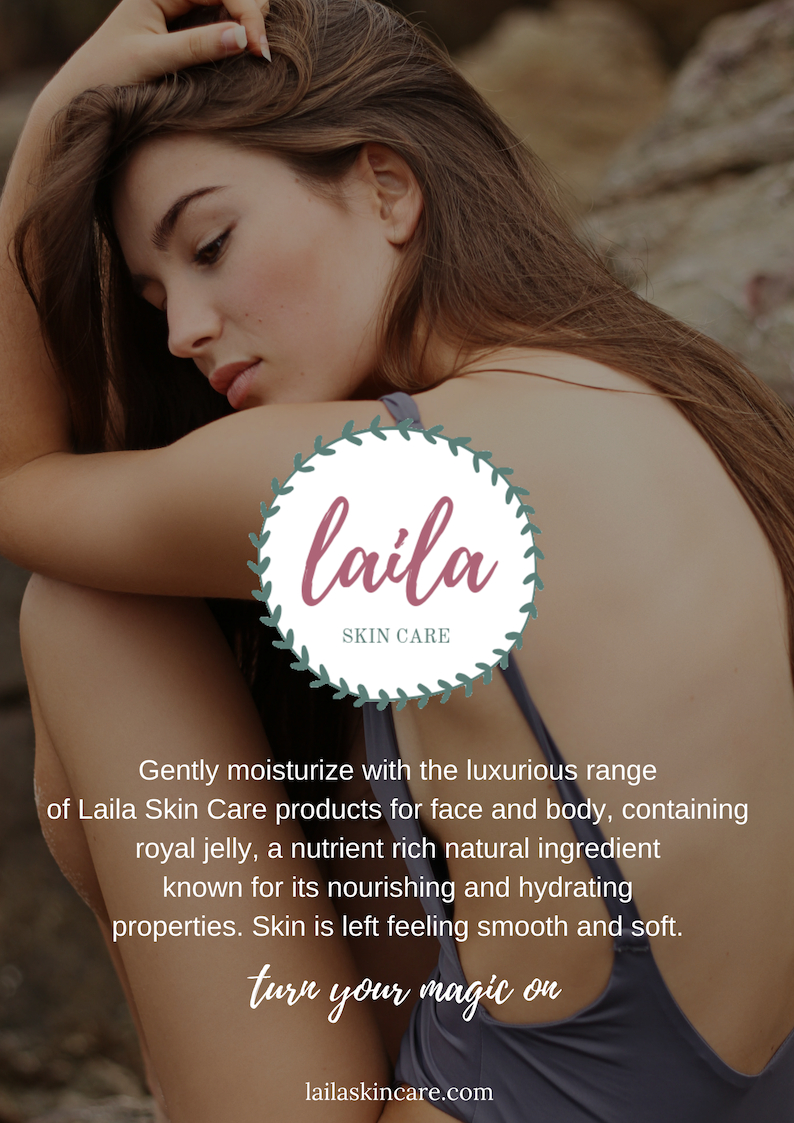 laila
SKIN CARE
Gently moisturize with the luxurious range
of Laila Skin Care products for face and body, containing
royal jelly, a nutrient rich natural ingredient
known for its nourishing and hydrating
properties. Skin is left feeling smooth and soft.
turn your magic on
lailaskincare.com